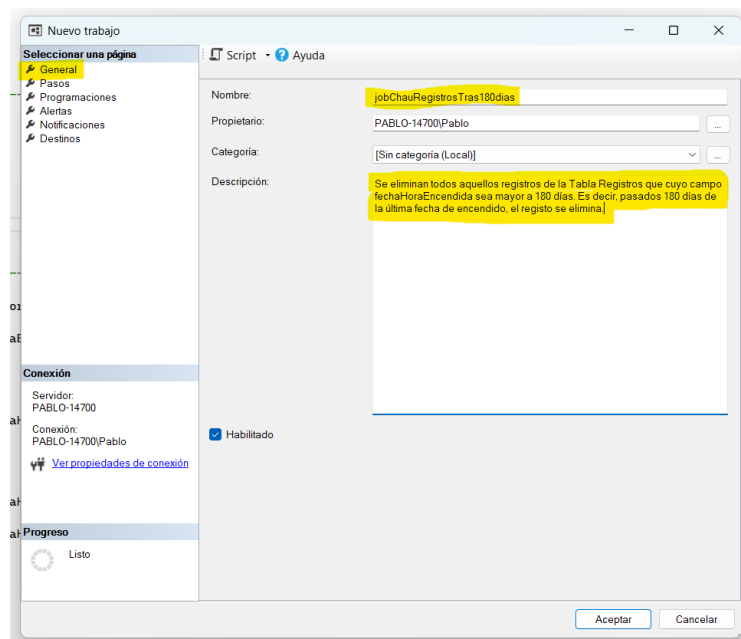 Nuevo trabajo
Seleccionar una página
General
Pasos
Programaciones
Alertas
Notificaciones
Destinos
Script
Ayuda
Nombre:
jobChauRegistrosTras180dias
Propietario:
PABLO-14700\Pablo
...
Categoría:
[Sin categoría (Local)]
...
Descripción:
Se eliminan todos aquellos registros de la Tabla Registros que cuyo campo
fechaHoraEncendida sea mayor a 180 días. Es decir, pasados 180 días de
la última fecha de encendido, el registo se elimina.
Habilitado
Conexión
Servidor:
PABLO-14700
Conexión:
PABLO-14700\Pablo
Ver propiedades de conexión
Progreso
Listo
Aceptar
Cancelar